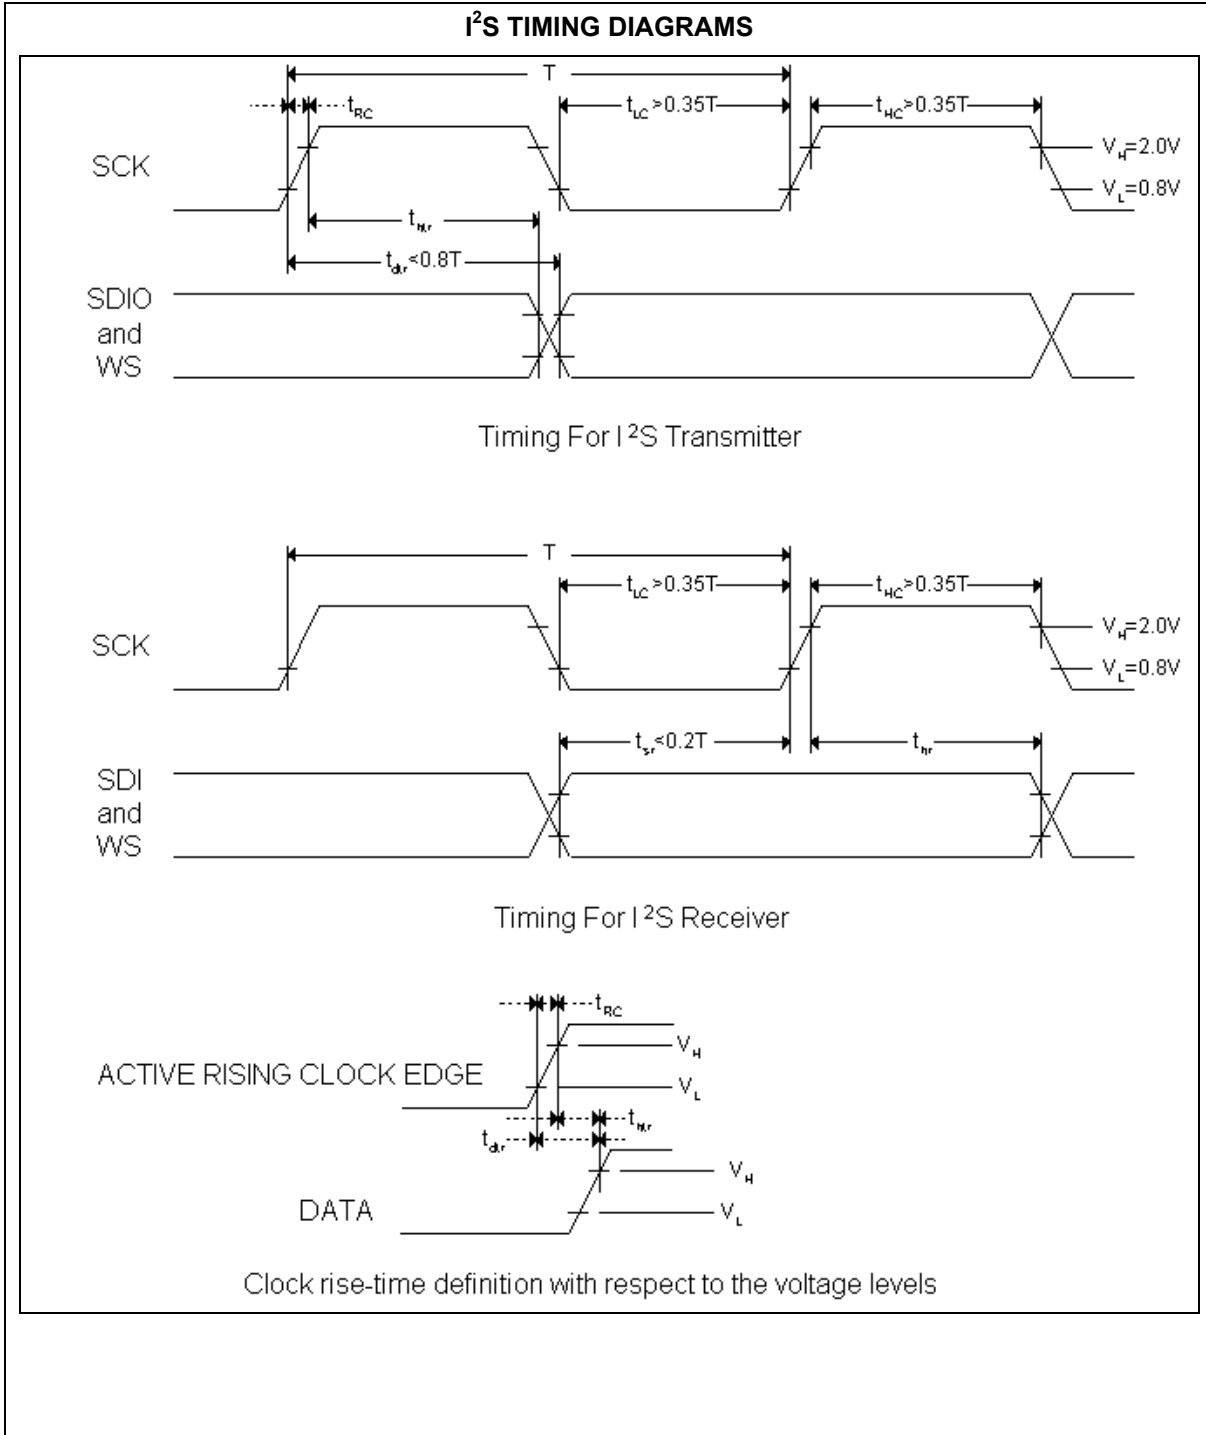 I²S TIMING DIAGRAMS
T
tRC
tLC>0.35T
tHC>0.35T
SCK
VH=2.0V
VL=0.8V
thtr
tdtr<0.8T
SDIO
and
WS
Timing For I²S Transmitter
T
tLC>0.35T
tHC>0.35T
SCK
VH=2.0V
VL=0.8V
tsr<0.2T
thr
SDI
and
WS
Timing For I²S Receiver
tRC
VH
ACTIVE RISING CLOCK EDGE
VL
thtr
tdtr
VH
DATA
VL
Clock rise-time definition with respect to the voltage levels